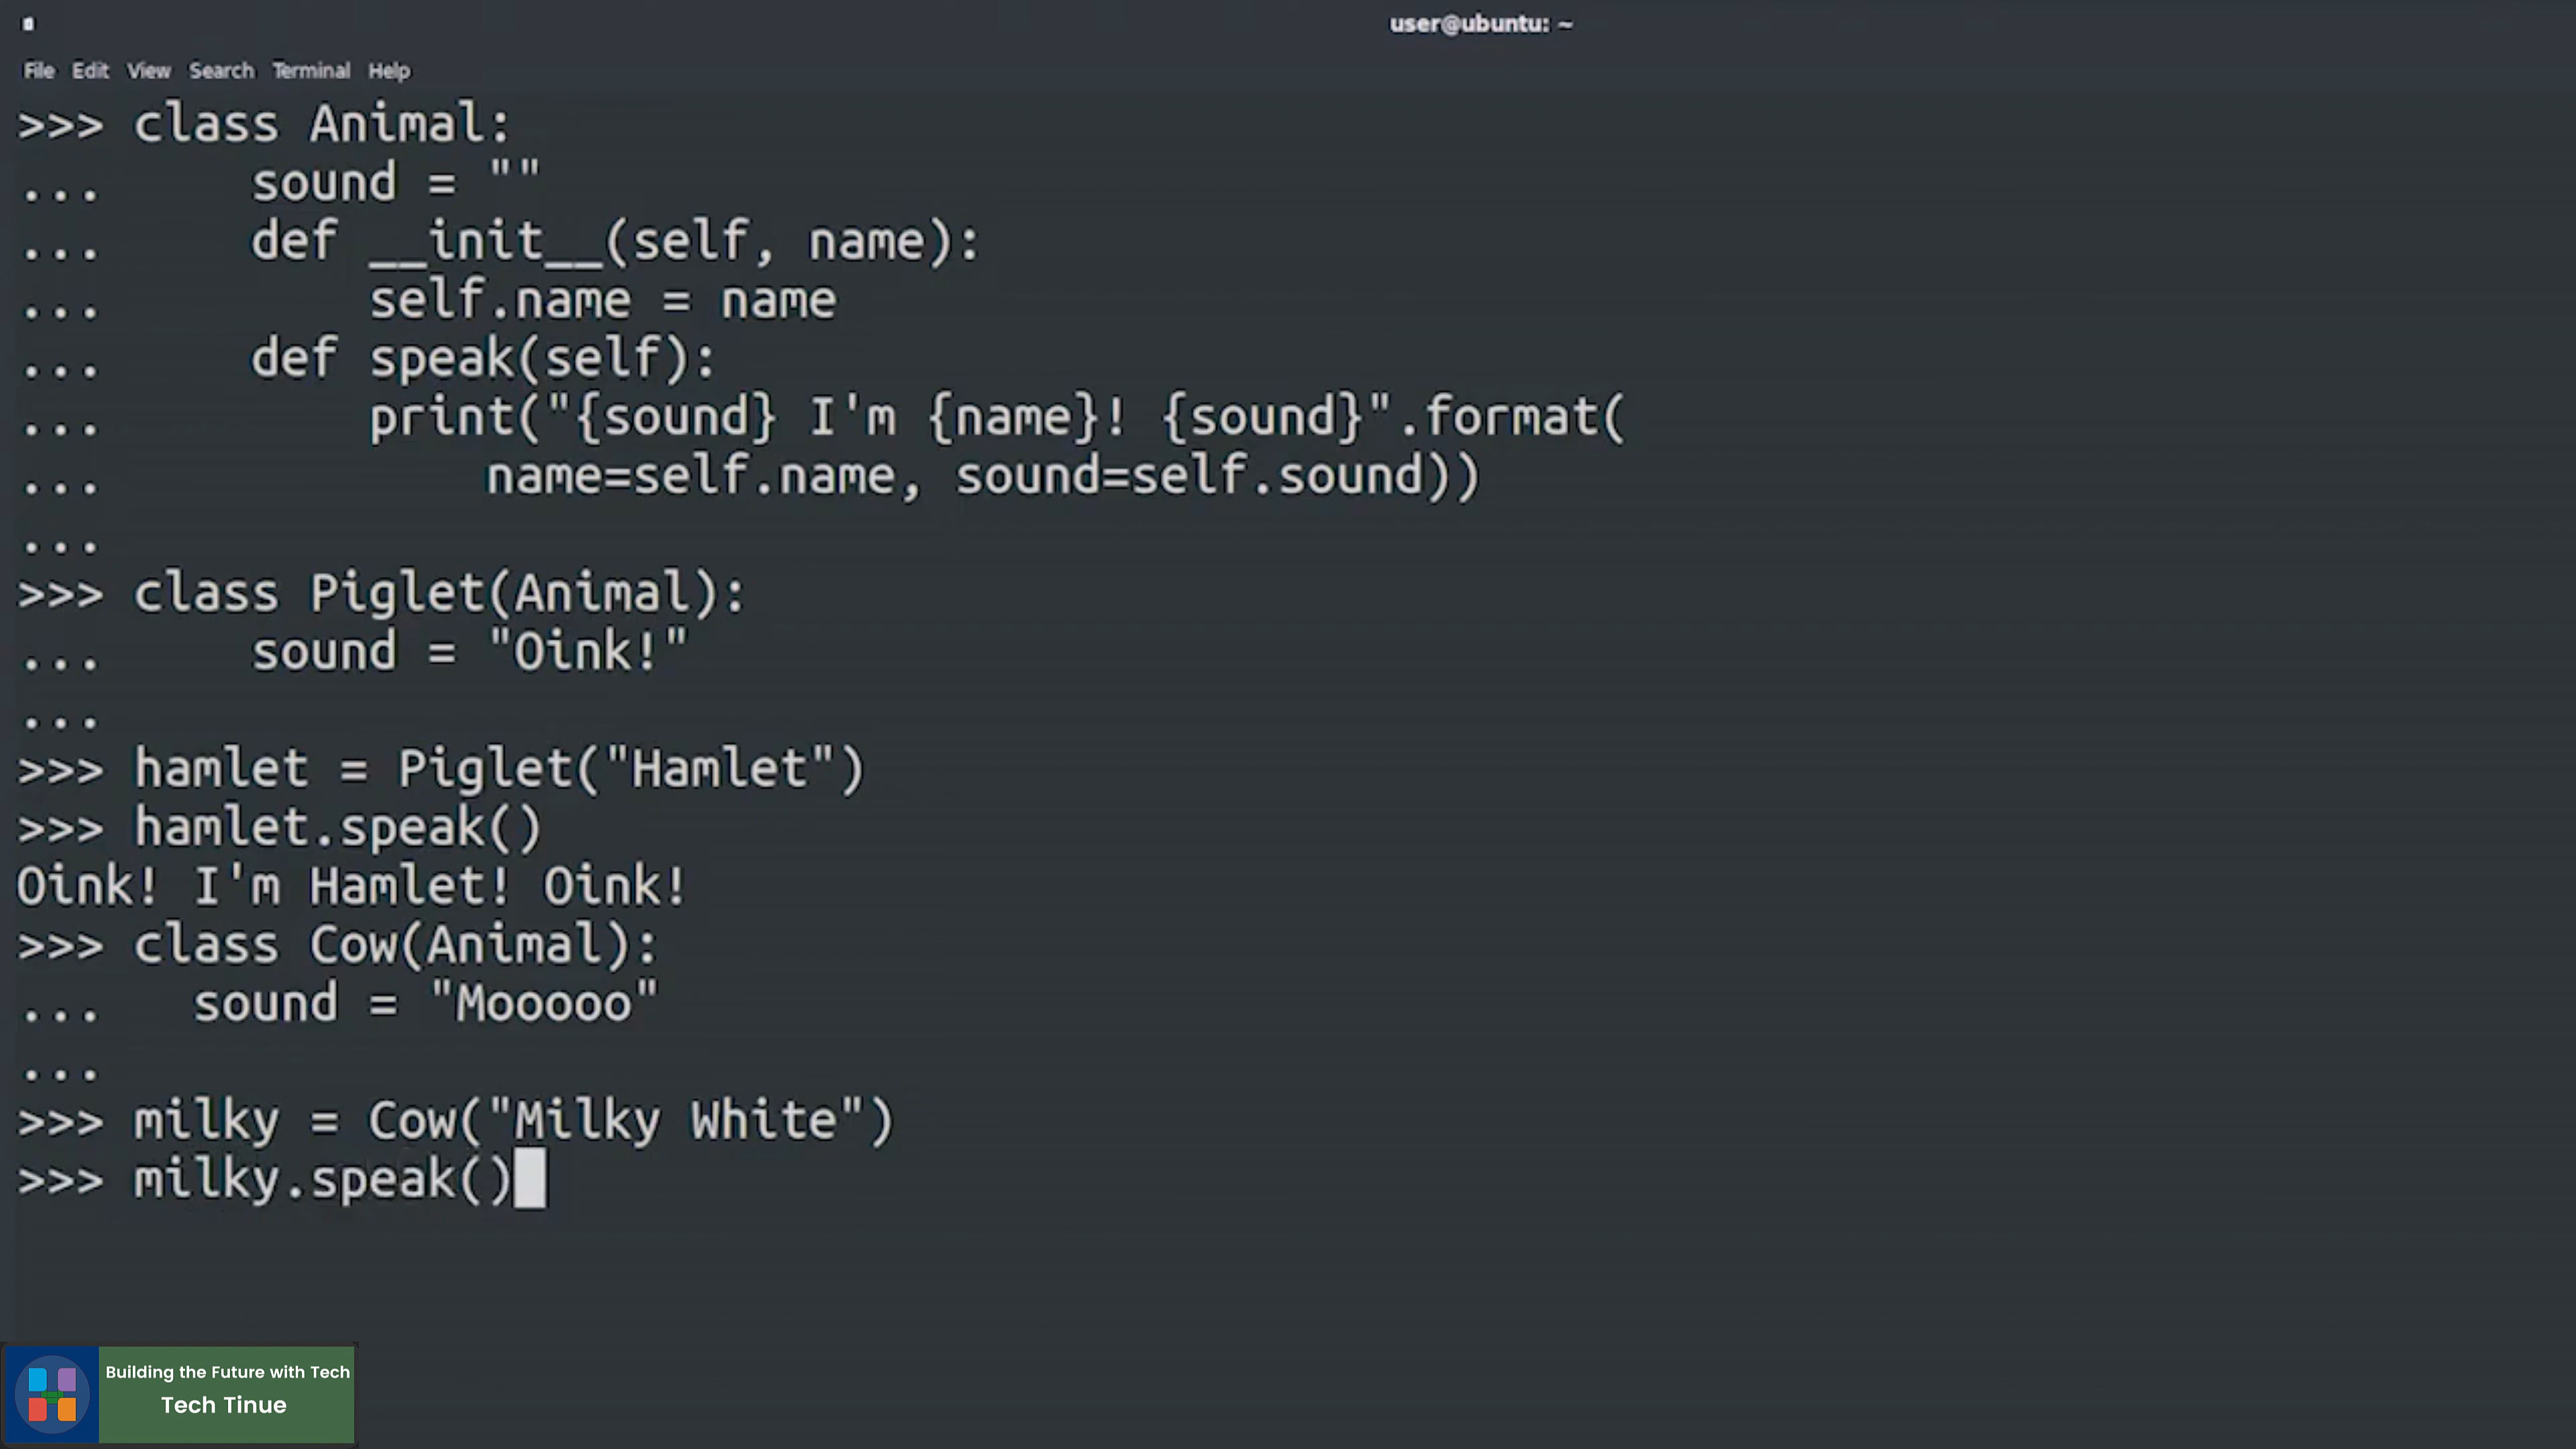 user@ubuntu: ~
File Edit View Search Terminal Help
>>> class Animal:
...     sound = ""
...     def __init__(self, name):
...         self.name = name
...     def speak(self):
...         print("{sound} I'm {name}! {sound}".format(
...             name=self.name, sound=self.sound))
...
>>> class Piglet(Animal):
...     sound = "Oink!"
...
>>> hamlet = Piglet("Hamlet")
>>> hamlet.speak()
Oink! I'm Hamlet! Oink!
>>> class Cow(Animal):
...   sound = "Mooooo"
...
>>> milky = Cow("Milky White")
>>> milky.speak()
Building the Future with Tech
Tech Tinue